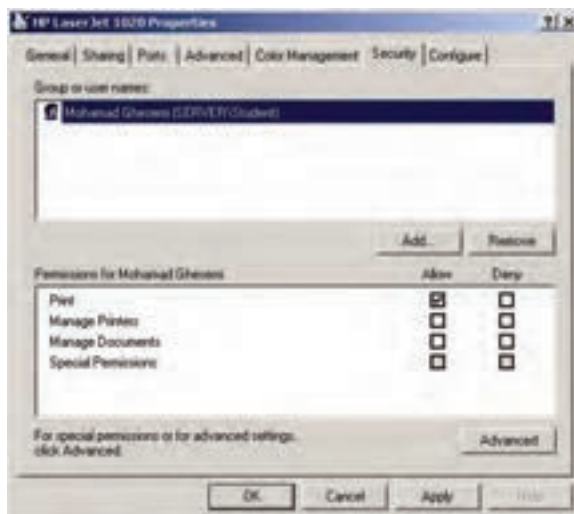 HP LaserJet 1020 Properties
General Sharing Ports Advanced Color Management Security Configure
Group or user names:
Mohamad (SERVER\Student)
Add... Remove
Permissions for Mohamad Allow Deny
Print
Manage Printers
Manage Documents
Special Permissions
For special permissions or for advanced settings,
click Advanced.
Advanced
OK Cancel Apply Help